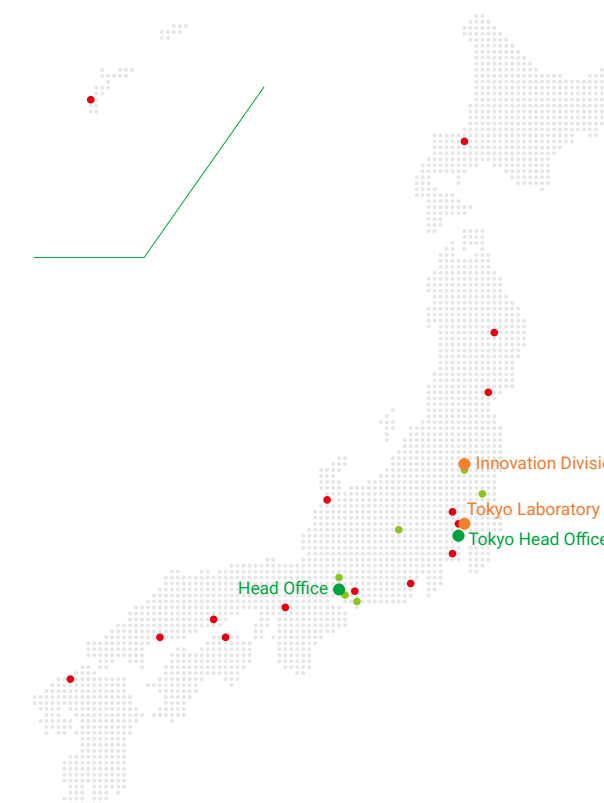 Innovation Divisi
Tokyo Laboratory
Tokyo Head Office
Head Office